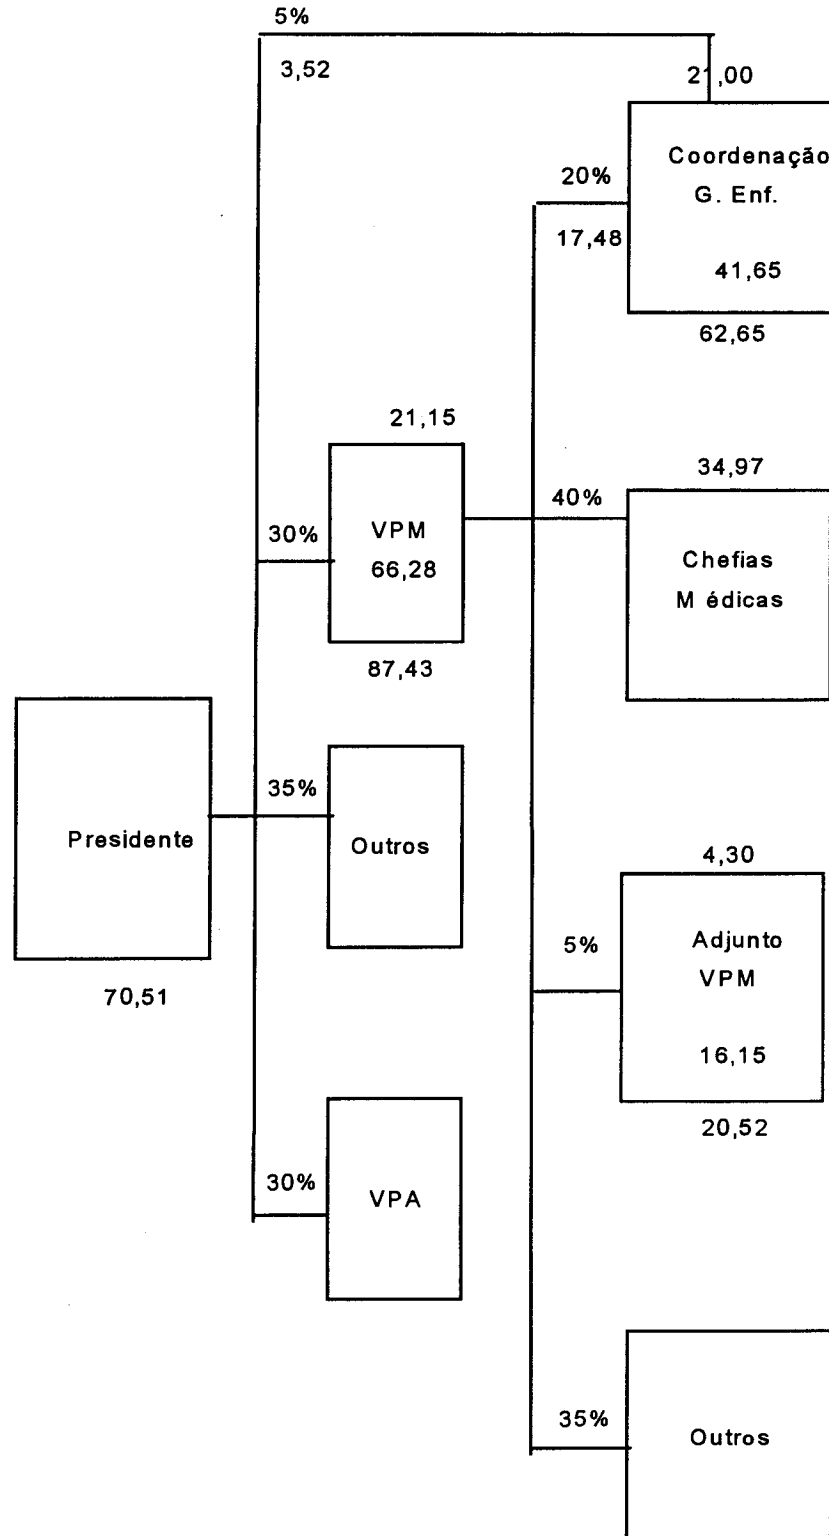 5%
3,52
21,00
Coordenação
G. Enf.
41,65
62,65
20%
17,48
21,15
VPM
66,28
87,43
30%
34,97
40%
Chefias
M édicas
Presidente
70,51
35%
Outros
4,30
5%
Adjunto
VPM
16,15
20,52
30%
VPA
35%
Outros